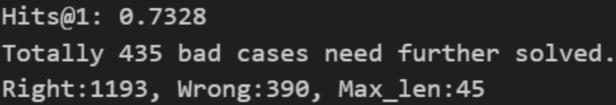 Hits@1: 0.7328
Totally 435 bad cases need further solved.
Right:1193, Wrong:390, Max_len:45